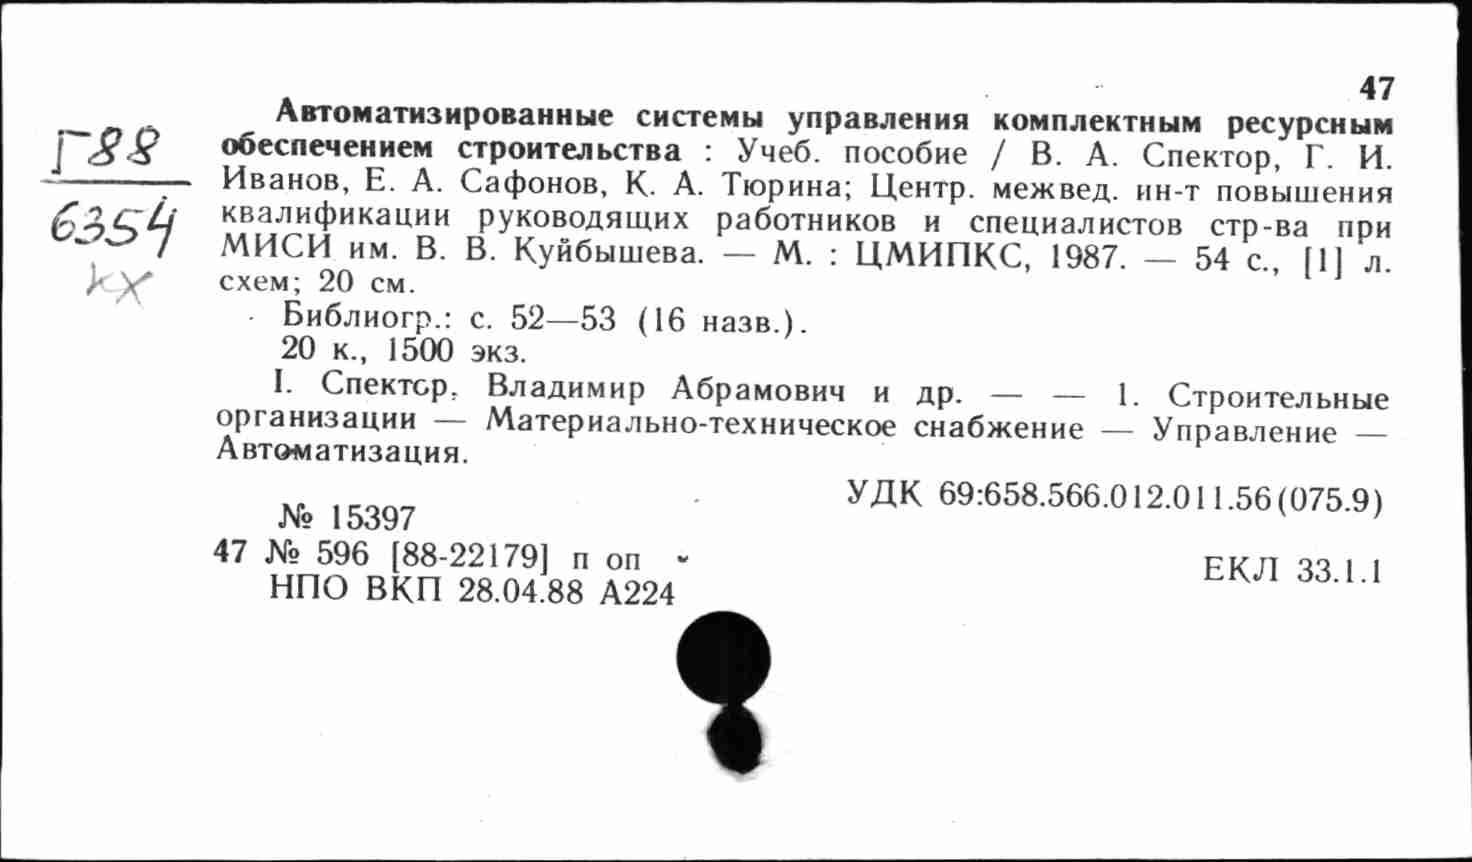 47
Автоматизированные системы управления комплектным ресурсным
обеспечением строительства : Учеб. пособие / В. А. Спектор, Г. И.
Иванов, Е. А. Сафонов, К. А. Тюрина; Центр. межвед. ин-т повышения
квалификации руководящих работников и специалистов стр-ва при
МИСИ им. В. В. Куйбышева. — М. : ЦМИПКС, 1987. — 54 с., [1] л.
схем; 20 см.
Библиогр.: с. 52—53 (16 назв.).
20 к., 1500 экз.
I. Спектор, Владимир Абрамович и др. — — 1. Строительные
организации — Материально-техническое снабжение — Управление —
Автоматизация.
УДК 69:658.566.012.011.56(075.9)
№ 15397
47 № 596 [88-22179] п оп
НПО ВКП 28.04.88 А224
ЕКЛ 33.1.1
Г88
6354
кх